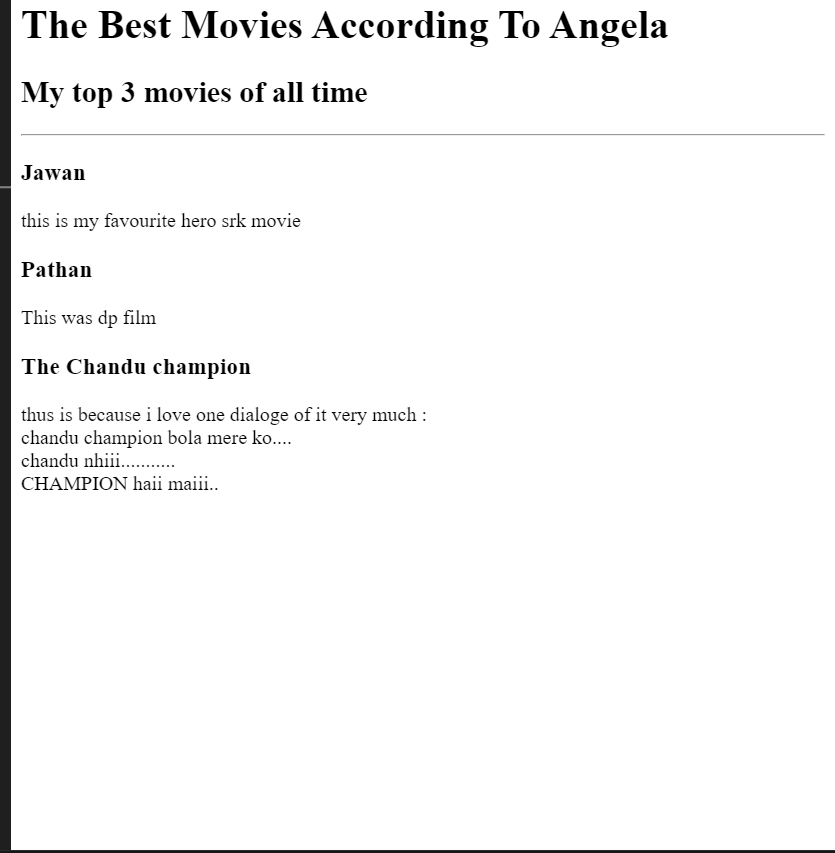 The Best Movies According To Angela
My top 3 movies of all time
Jawan
this is my favourite hero srk movie
Pathan
This was dp film
The Chandu champion
thus is because i love one dialoge of it very much :
chandu champion bola mere ko....
chandu nhiii...........
CHAMPION haii maiii..